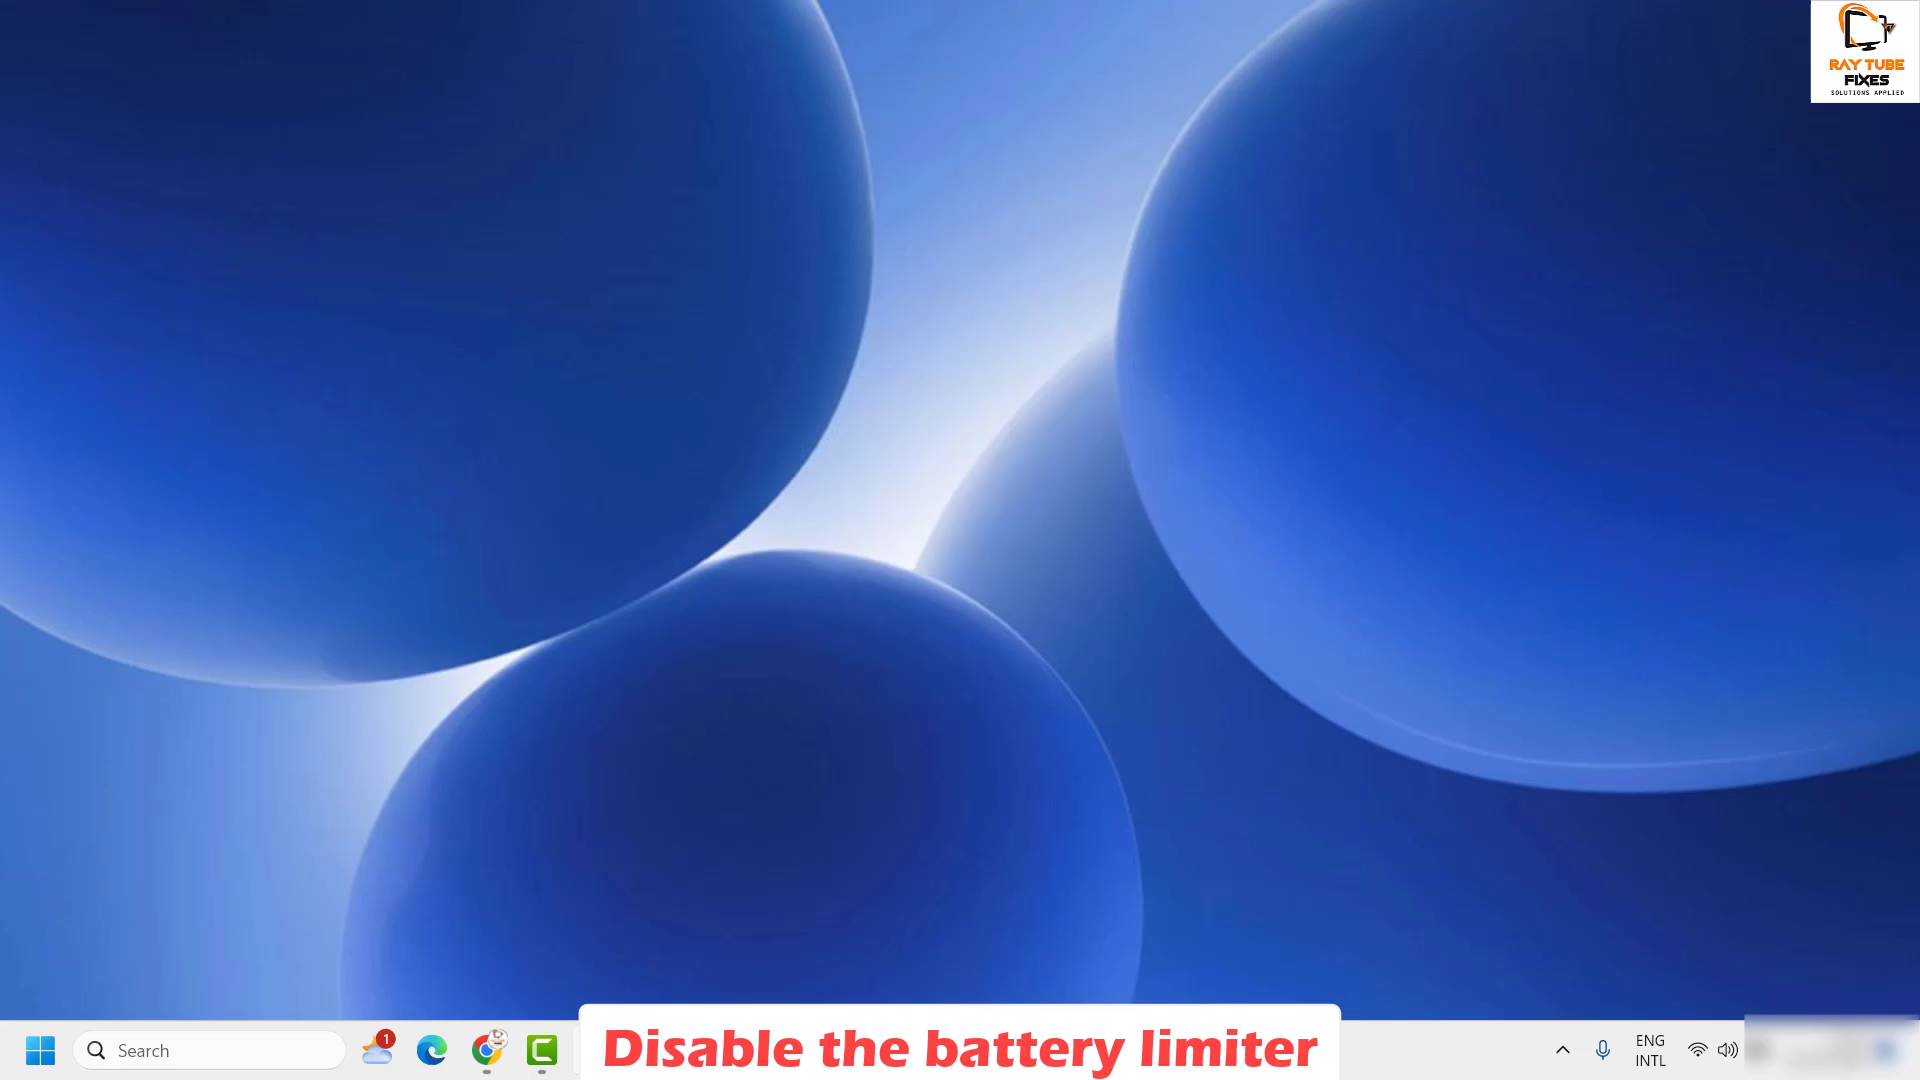 RAY TUBE
FIXES
SOLUTIONS APPLIED
Search
1
Disable the battery limiter
ENG
INTL